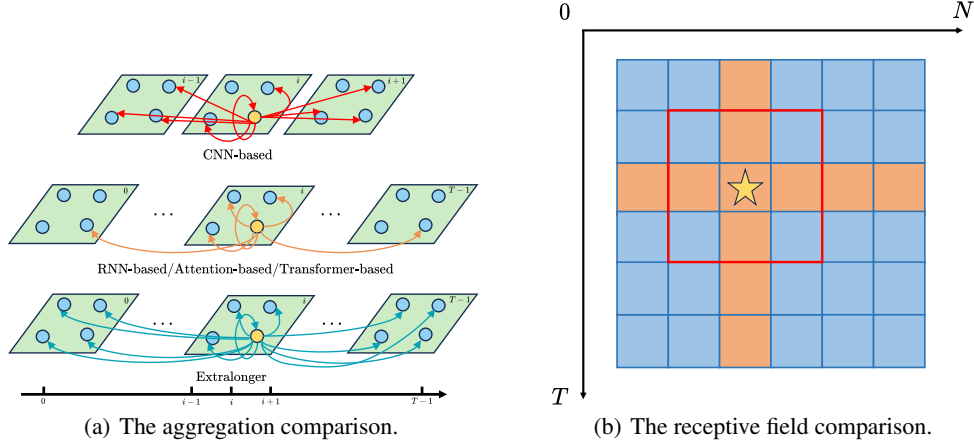 i−1
i
i+1
CNN-based
0
i
T−1
...
...
RNN-based/Attention-based/Transformer-based
0
i
T−1
...
...
Extralonger
0
i−1
i
i+1
T−1
(a) The aggregation comparison.
0
N
T
(b) The receptive field comparison.